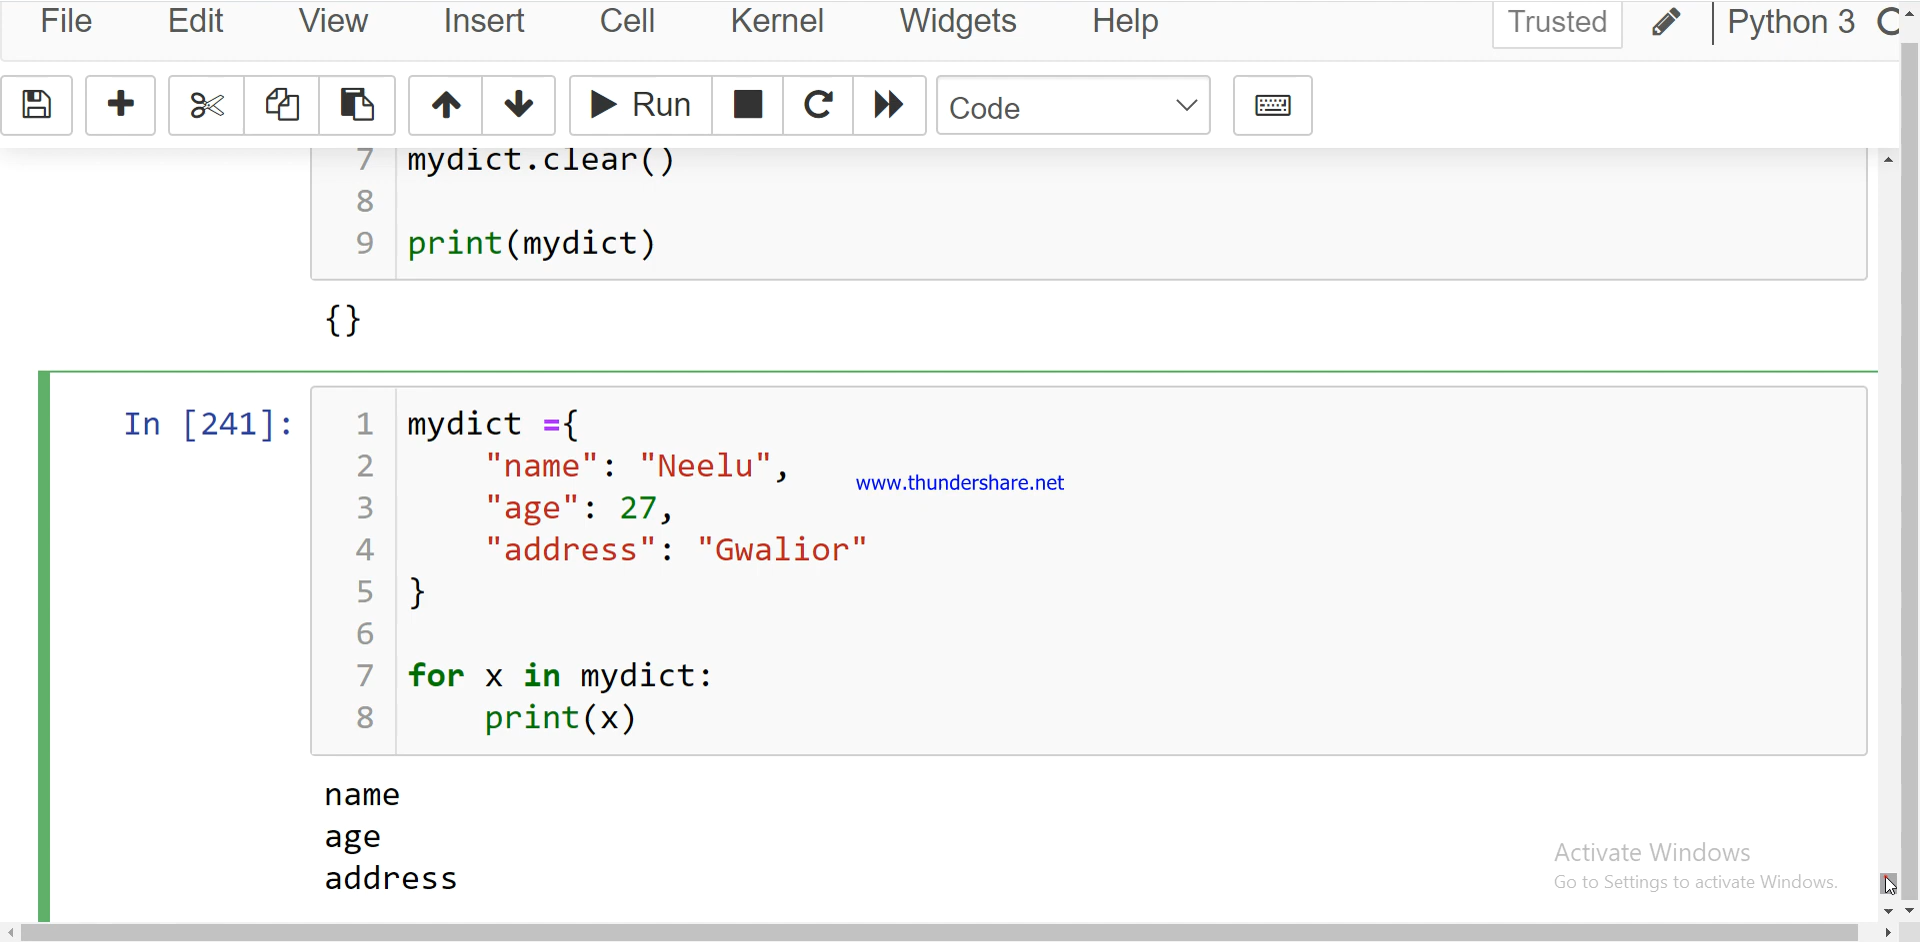 File Edit View Insert Cell Kernel Widgets Help Trusted Python 3
Run Code
7 mydict.clear()
8
9 print(mydict)
{}
In [241]: 1 mydict ={
2     "name": "Neelu",
www.thundershare.net
3     "age": 27,
4     "address": "Gwalior"
5 }
6
7 for x in mydict:
8     print(x)
name
age
address
Activate Windows
Go to Settings to activate Windows.